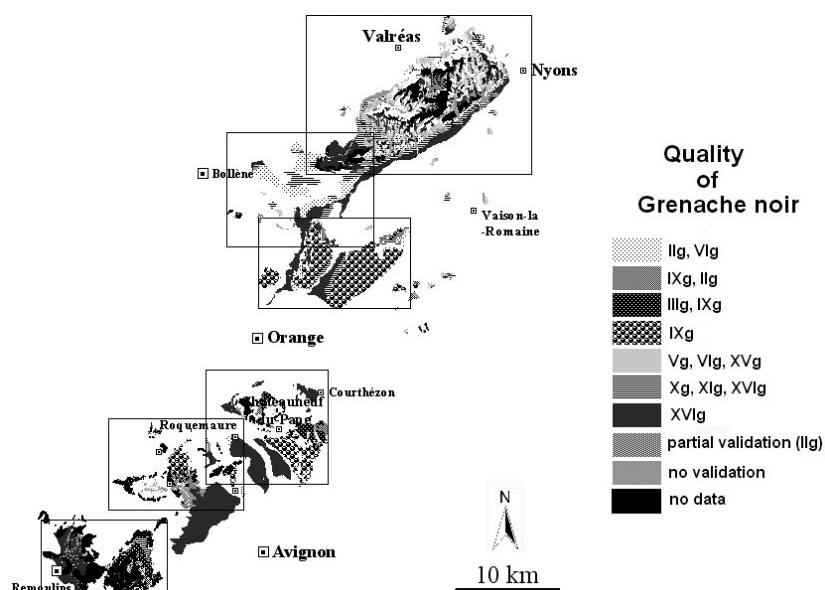 Valréas
Nyons
Bollène
Vaison-la
-Romaine
Orange
Courthézon
Châteauneuf
du-Pape
Roquemaure
Avignon
Remoulins
N
10 km
Quality
of
Grenache noir
IIg, VIg
IXg, IIg
IIIg, IXg
IXg
Vg, VIg, XVg
Xg, XIg, XVIg
XVIg
partial validation (IIg)
no validation
no data